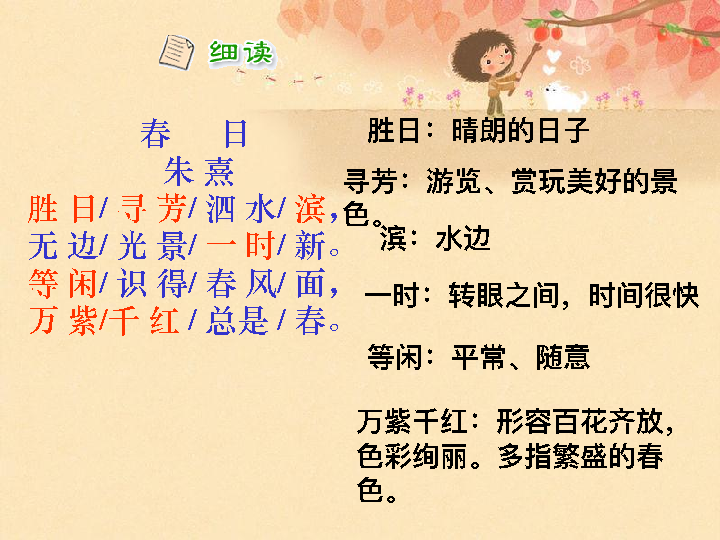 细读
春 日
朱 熹
胜 日/ 寻 芳/ 泗 水/ 滨，
无 边/ 光 景/ 一 时/ 新。
等 闲/ 识 得/ 春 风/ 面，
万 紫/千 红 / 总是 / 春。
胜日：晴朗的日子
寻芳：游览、赏玩美好的景
色。
滨：水边
一时：转眼之间，时间很快
等闲：平常、随意
万紫千红：形容百花齐放，
色彩绚丽。多指繁盛的春
色。